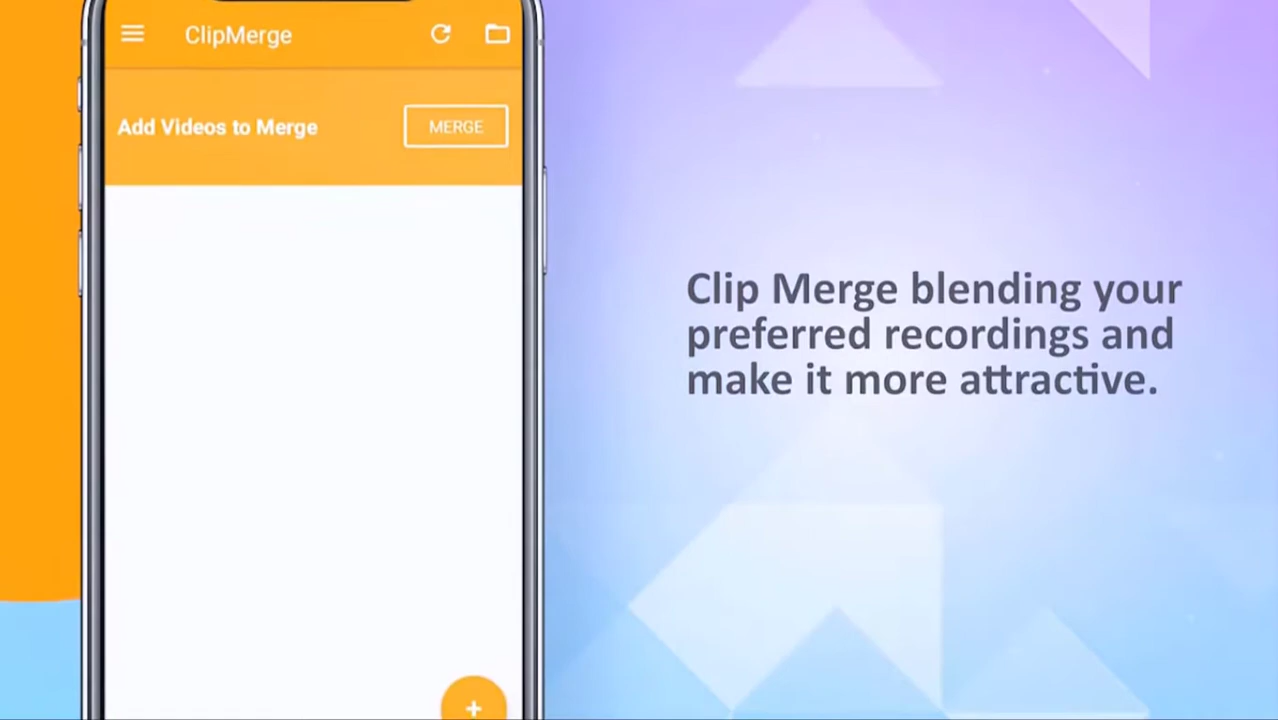 ClipMerge
Add Videos to Merge
MERGE
Clip Merge blending your
preferred recordings and
make it more attractive.